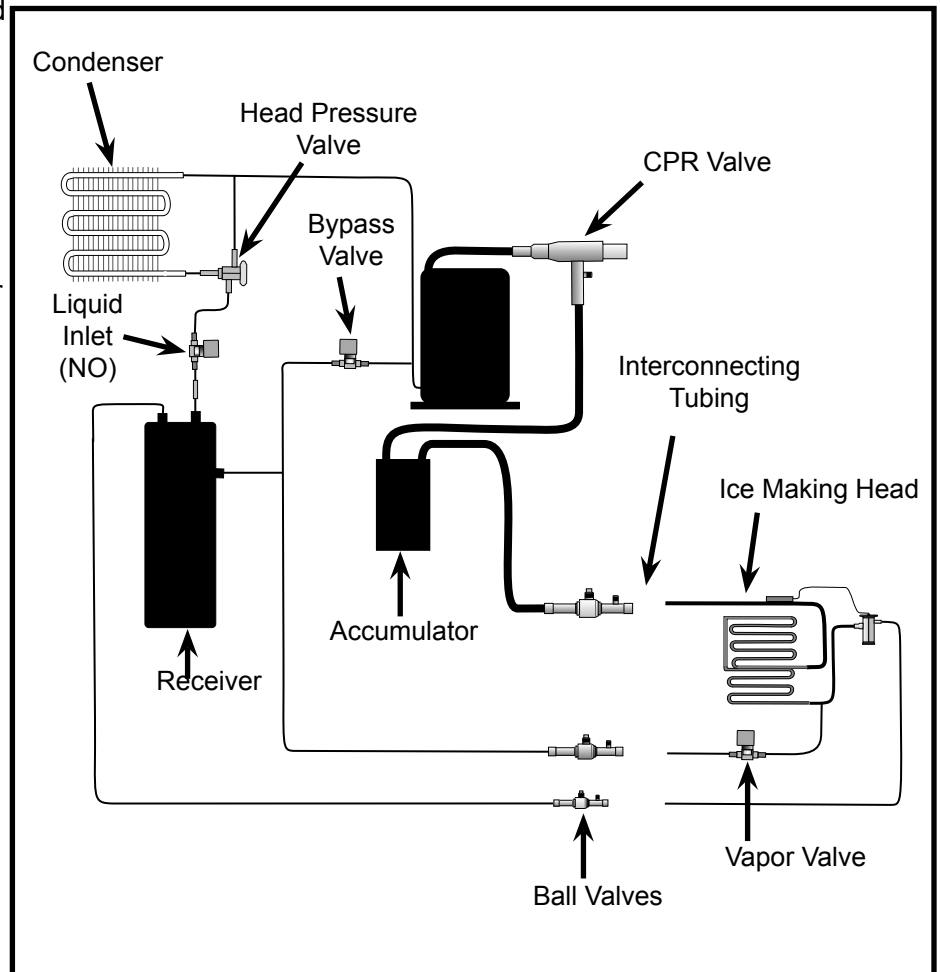 d
Condenser
Head Pressure
Valve
CPR Valve
Bypass
Valve
Liquid
Inlet
(NO)
Interconnecting
Tubing
Ice Making Head
Accumulator
Receiver
Vapor Valve
Ball Valves